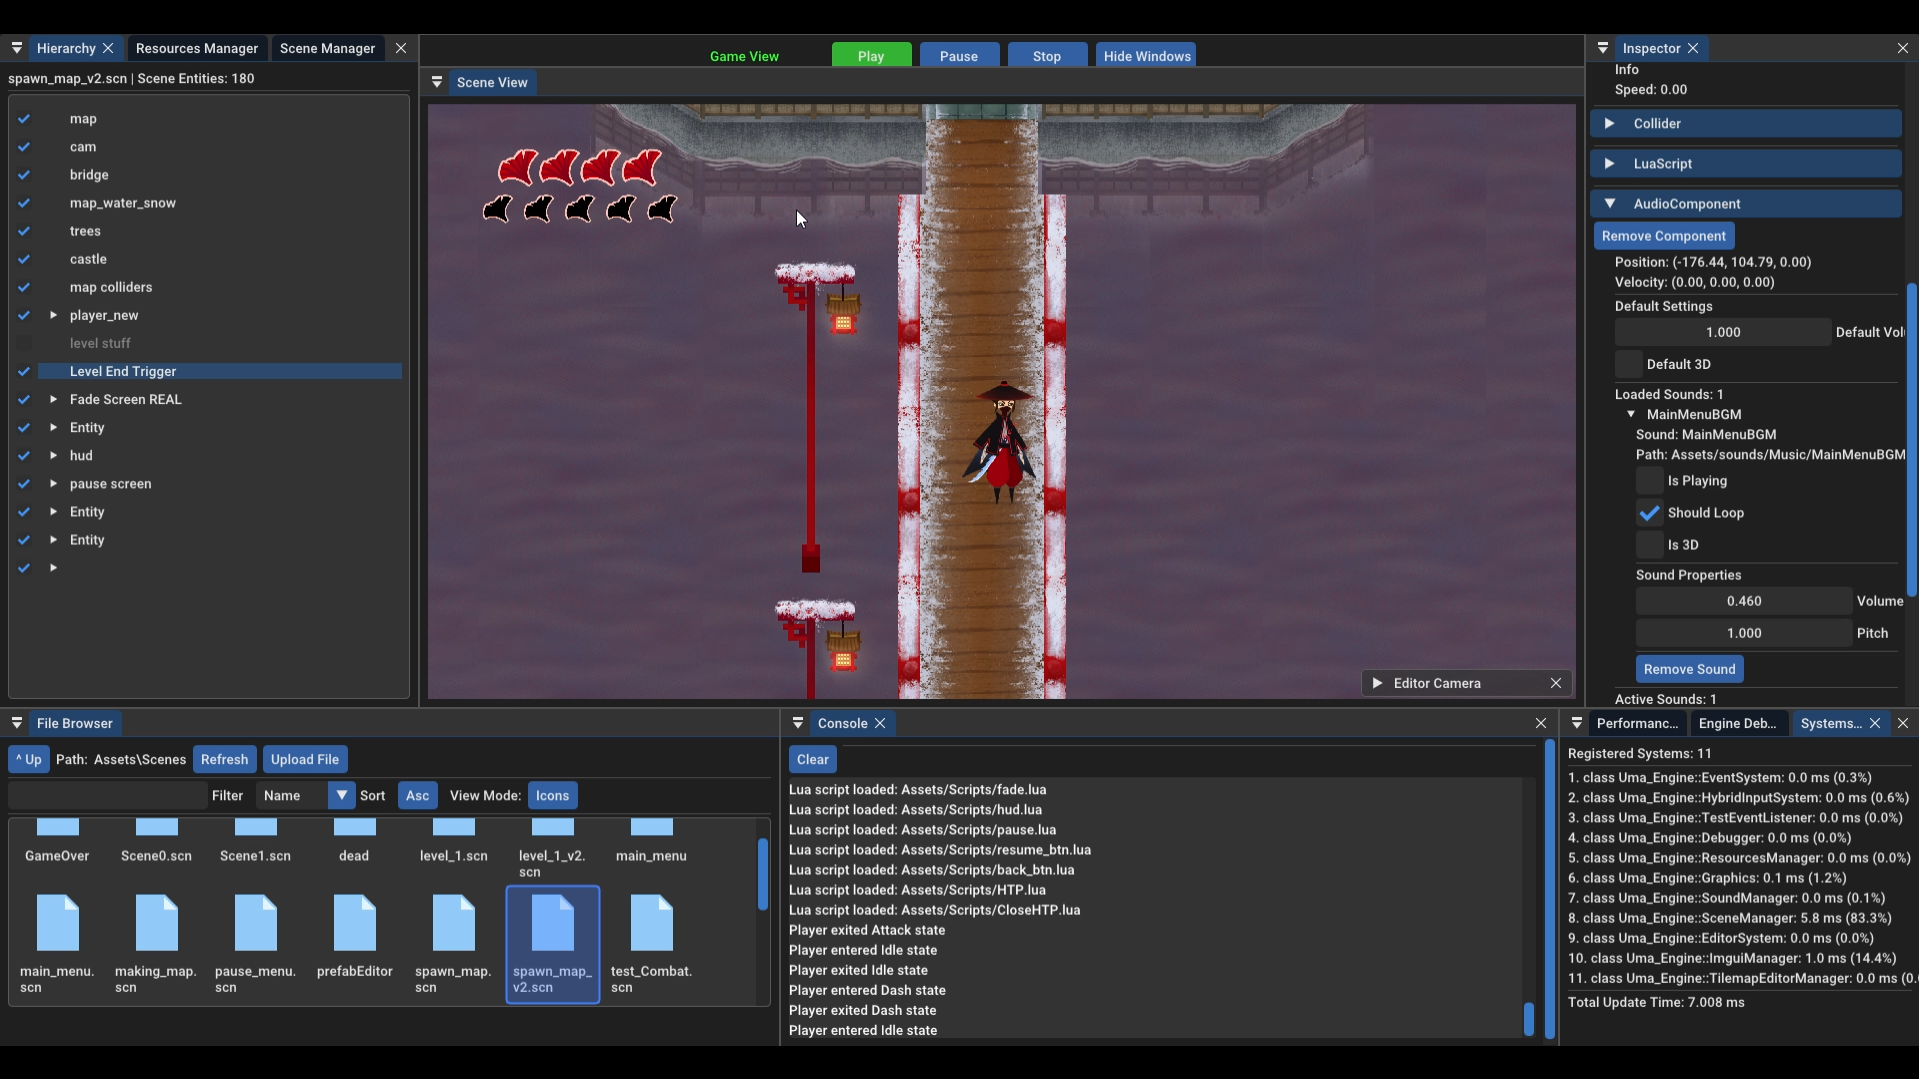 Hierarchy
Resources Manager
Scene Manager
spawn_map_v2.scn | Scene Entities: 180
map
cam
bridge
map_water_snow
trees
castle
map colliders
player_new
level stuff
Level End Trigger
Fade Screen REAL
Entity
hud
pause screen
Entity
Entity
Game View
Play
Pause
Stop
Hide Windows
Scene View
Editor Camera
Inspector
Info
Speed: 0.00
Collider
LuaScript
AudioComponent
Remove Component
Position: (-176.44, 104.79, 0.00)
Velocity: (0.00, 0.00, 0.00)
Default Settings
1.000 Default Vol
Default 3D
Loaded Sounds: 1
MainMenuBGM
Sound: MainMenuBGM
Path: Assets/sounds/Music/MainMenuBGM
Is Playing
Should Loop
Is 3D
Sound Properties
0.460 Volume
1.000 Pitch
Remove Sound
Active Sounds: 1
File Browser
^ Up Path: Assets\Scenes Refresh Upload File
Filter Name Sort Asc View Mode: Icons
GameOver
Scene0.scn
Scene1.scn
dead
level_1.scn
level_1_v2.
scn
main_menu
main_menu.
scn
making_map.
scn
pause_menu.
scn
prefabEditor
spawn_map.
scn
spawn_map_
v2.scn
test_Combat.
scn
Console
Clear
Lua script loaded: Assets/Scripts/fade.lua
Lua script loaded: Assets/Scripts/hud.lua
Lua script loaded: Assets/Scripts/pause.lua
Lua script loaded: Assets/Scripts/resume_btn.lua
Lua script loaded: Assets/Scripts/back_btn.lua
Lua script loaded: Assets/Scripts/HTP.lua
Lua script loaded: Assets/Scripts/CloseHTP.lua
Player exited Attack state
Player entered Idle state
Player exited Idle state
Player entered Dash state
Player exited Dash state
Player entered Idle state
Performanc...
Engine Deb...
Systems...
Registered Systems: 11
1. class Uma_Engine::EventSystem: 0.0 ms (0.3%)
2. class Uma_Engine::HybridInputSystem: 0.0 ms (0.6%)
3. class Uma_Engine::TestEventListener: 0.0 ms (0.0%)
4. class Uma_Engine::Debugger: 0.0 ms (0.0%)
5. class Uma_Engine::ResourcesManager: 0.0 ms (0.0%)
6. class Uma_Engine::Graphics: 0.1 ms (1.2%)
7. class Uma_Engine::SoundManager: 0.0 ms (0.1%)
8. class Uma_Engine::SceneManager: 5.8 ms (83.3%)
9. class Uma_Engine::EditorSystem: 0.0 ms (0.0%)
10. class Uma_Engine::ImguiManager: 1.0 ms (14.4%)
11. class Uma_Engine::TilemapEditorManager: 0.0 ms (0.
Total Update Time: 7.008 ms